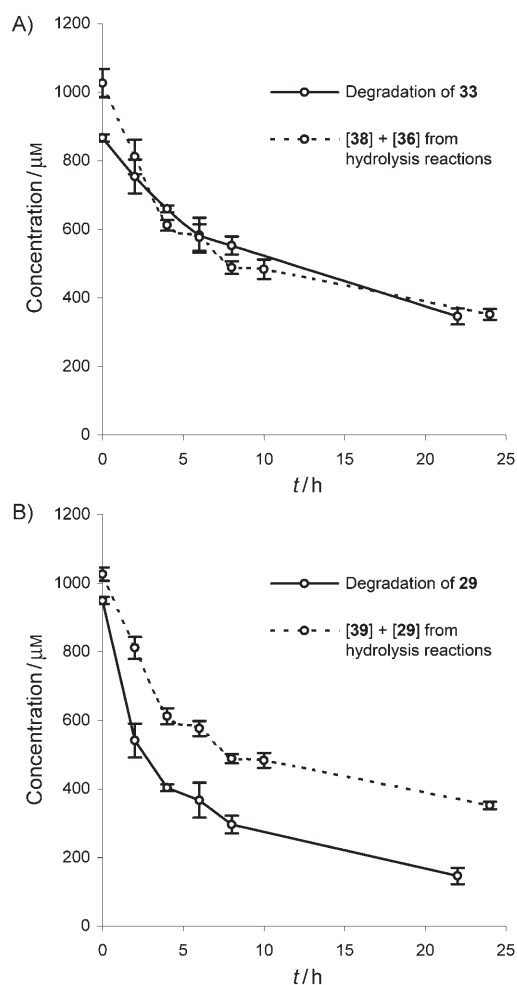 A)
1200
1000
800
600
400
200
0
Concentration / µM
0 5 10 15 20 25
t / h
Degradation of 33
[38] + [36] from
hydrolysis reactions
B)
1200
1000
800
600
400
200
0
Concentration / µM
0 5 10 15 20 25
t / h
Degradation of 29
[39] + [29] from
hydrolysis reactions